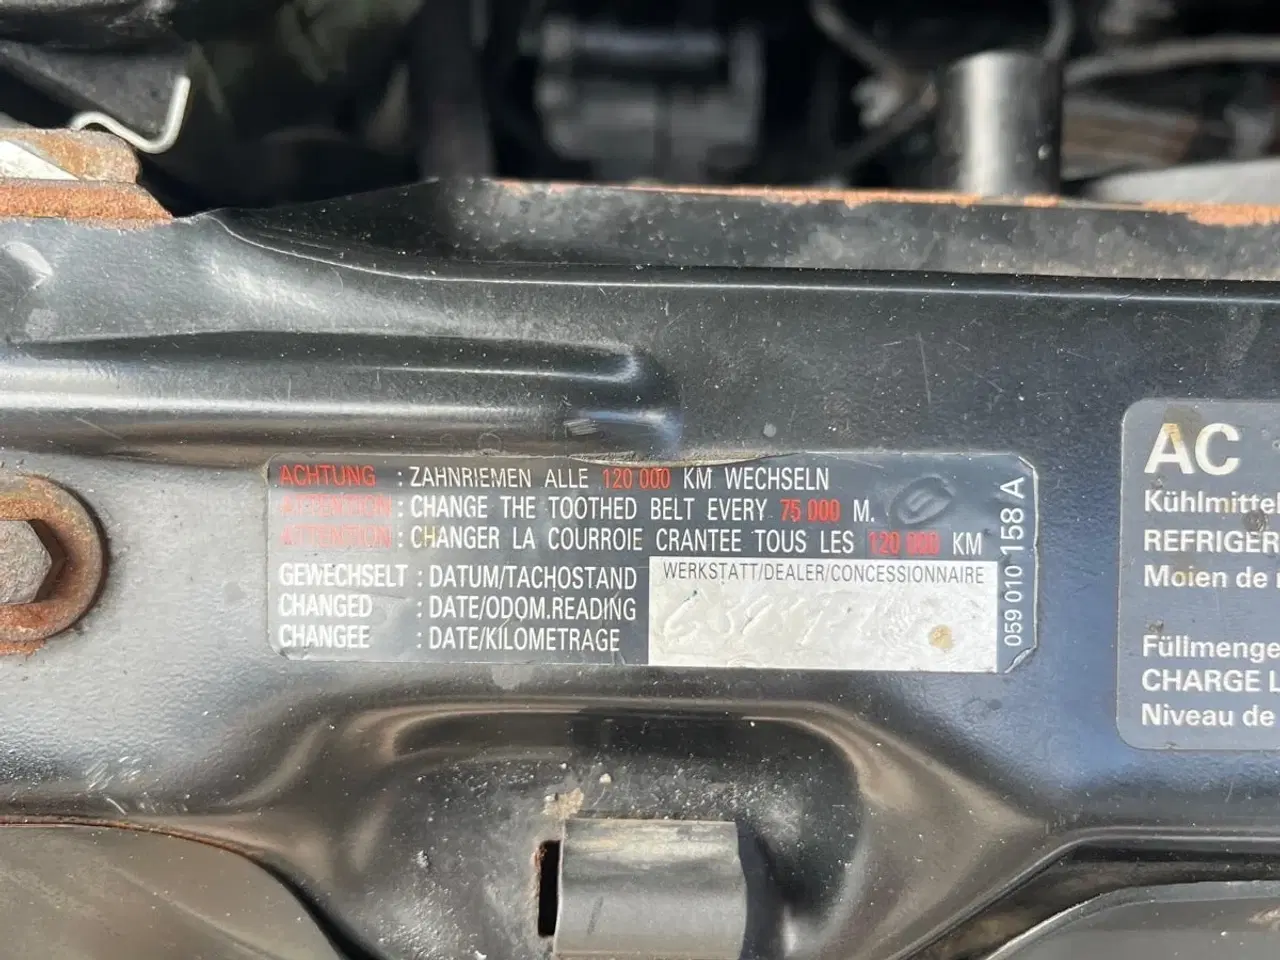 ACHTUNG : ZAHNRIEMEN ALLE 120 000 KM WECHSELN
ATTENTION : CHANGE THE TOOTHED BELT EVERY 75 000 M.
ATTENTION : CHANGER LA COURROIE CRANTEE TOUS LES 120 000 KM
GEWECHSELT : DATUM/TACHOSTAND
CHANGED : DATE/ODOM.READING
CHANGEE : DATE/KILOMETRAGE
WERKSTATT/DEALER/CONCESSIONNAIRE
059 010 158 A
AC
Kühlmittel
REFRIGER
Moien de
Füllmenge
CHARGE L
Niveau de